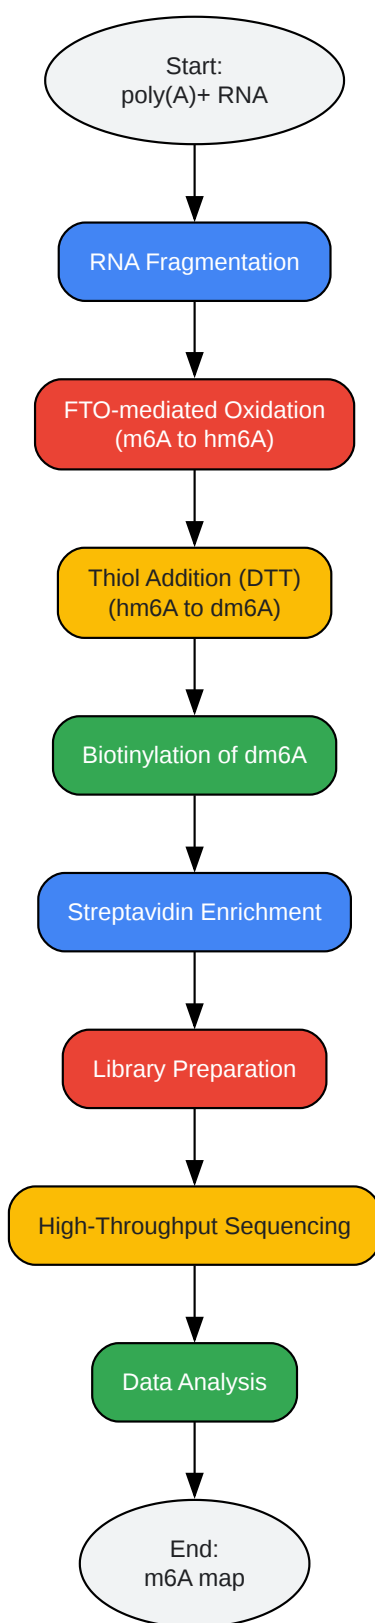 Start:
poly(A)+ RNA
RNA Fragmentation
FTO-mediated Oxidation
(m6A to hm6A)
Thiol Addition (DTT)
(hm6A to dm6A)
Biotinylation of dm6A
Streptavidin Enrichment
Library Preparation
High-Throughput Sequencing
Data Analysis
End:
m6A map